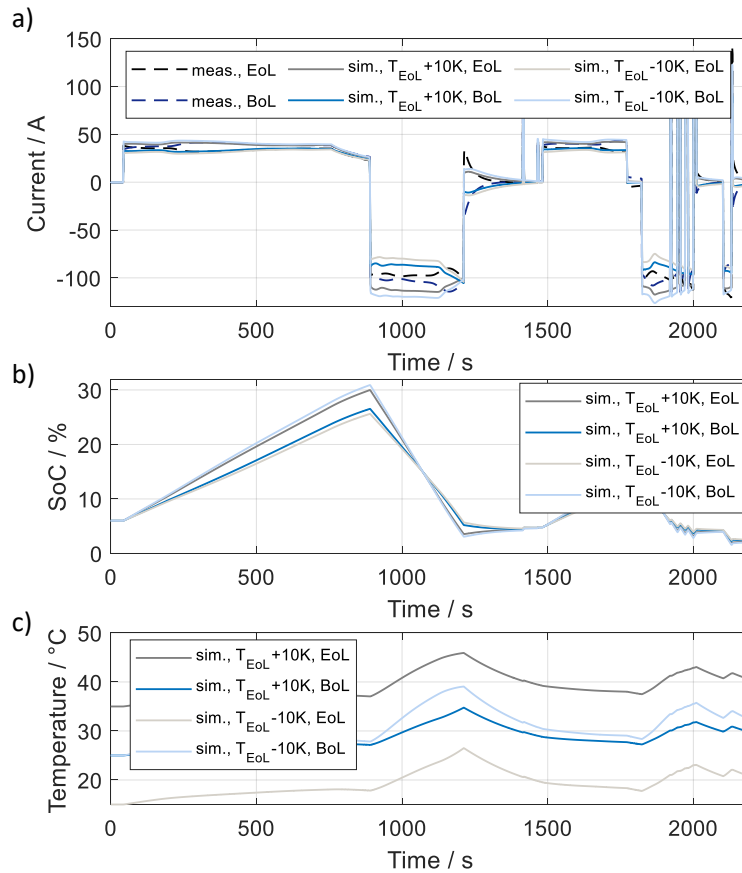 a)
150
100
50
0
-50
-100
Current / A
meas., EoL
meas., BoL
sim., T_EoL+10K, EoL
sim., T_EoL+10K, BoL
sim., T_EoL-10K, EoL
sim., T_EoL-10K, BoL
0 500 1000 1500 2000
Time / s
b)
30
20
10
0
SoC / %
sim., T_EoL+10K, EoL
sim., T_EoL+10K, BoL
sim., T_EoL-10K, EoL
sim., T_EoL-10K, BoL
0 500 1000 1500 2000
Time / s
c)
50
40
30
20
Temperature / °C
sim., T_EoL+10K, EoL
sim., T_EoL+10K, BoL
sim., T_EoL-10K, EoL
sim., T_EoL-10K, BoL
0 500 1000 1500 2000
Time / s